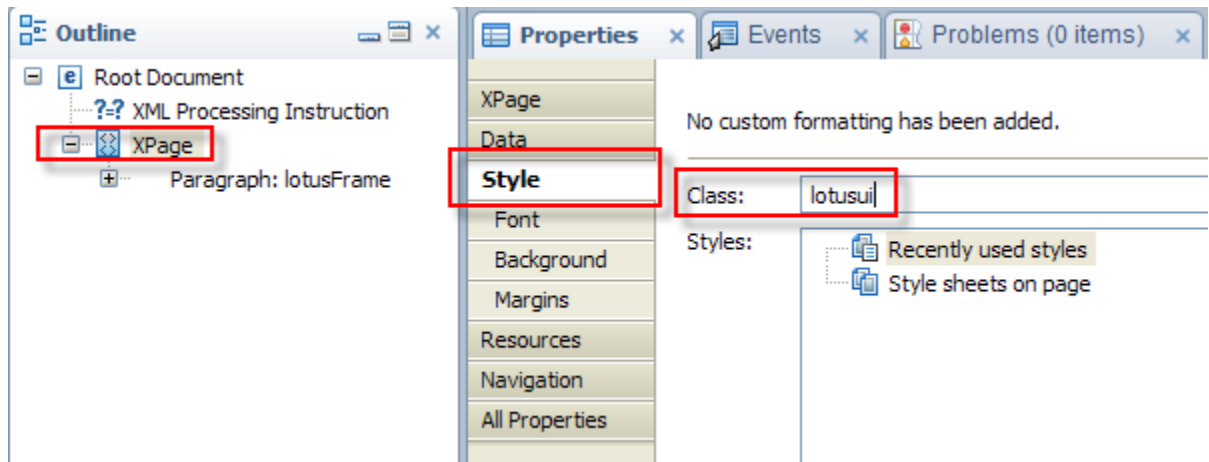 Outline
Root Document
?=? XML Processing Instruction
XPage
Paragraph: lotusFrame
Properties
Events
Problems (0 items)
XPage
Data
Style
Font
Background
Margins
Resources
Navigation
All Properties
No custom formatting has been added.
Class: lotusui
Styles:
Recently used styles
Style sheets on page